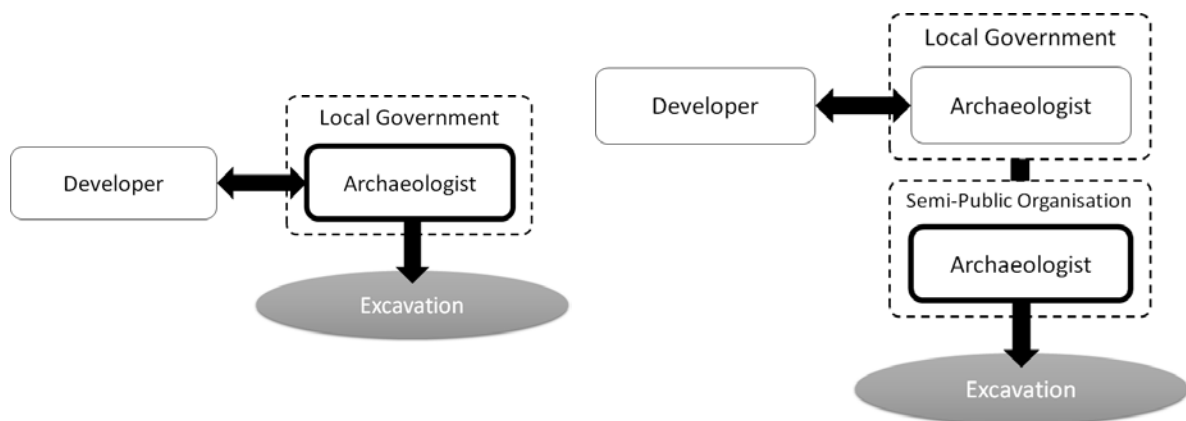 Local Government
Developer
Archaeologist
Excavation
Local Government
Developer
Archaeologist
Semi-Public Organisation
Archaeologist
Excavation